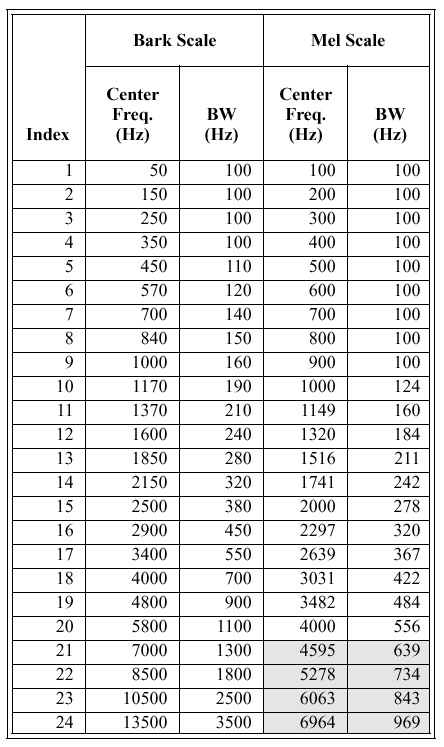 Bark Scale Mel Scale
Index Center Freq. (Hz) BW (Hz) Center Freq. (Hz) BW (Hz)
1 50 100 100 100
2 150 100 200 100
3 250 100 300 100
4 350 100 400 100
5 450 110 500 100
6 570 120 600 100
7 700 140 700 100
8 840 150 800 100
9 1000 160 900 100
10 1170 190 1000 124
11 1370 210 1149 160
12 1600 240 1320 184
13 1850 280 1516 211
14 2150 320 1741 242
15 2500 380 2000 278
16 2900 450 2297 320
17 3400 550 2639 367
18 4000 700 3031 422
19 4800 900 3482 484
20 5800 1100 4000 556
21 7000 1300 4595 639
22 8500 1800 5278 734
23 10500 2500 6063 843
24 13500 3500 6964 969